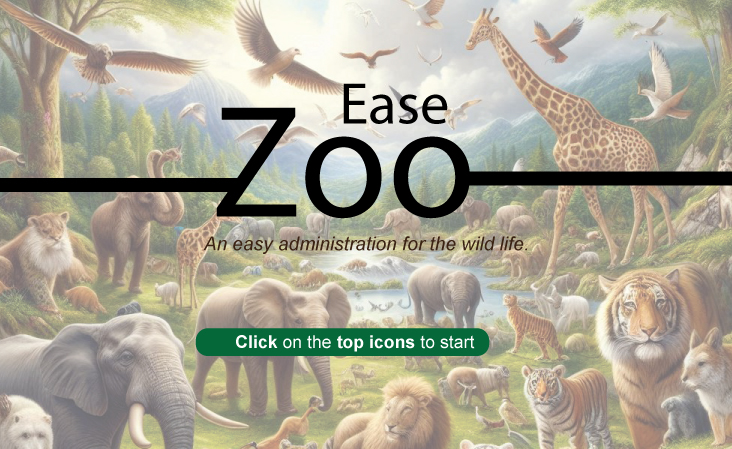 Ease
Zoo
An easy administration for the wild life.
Click on the top icons to start